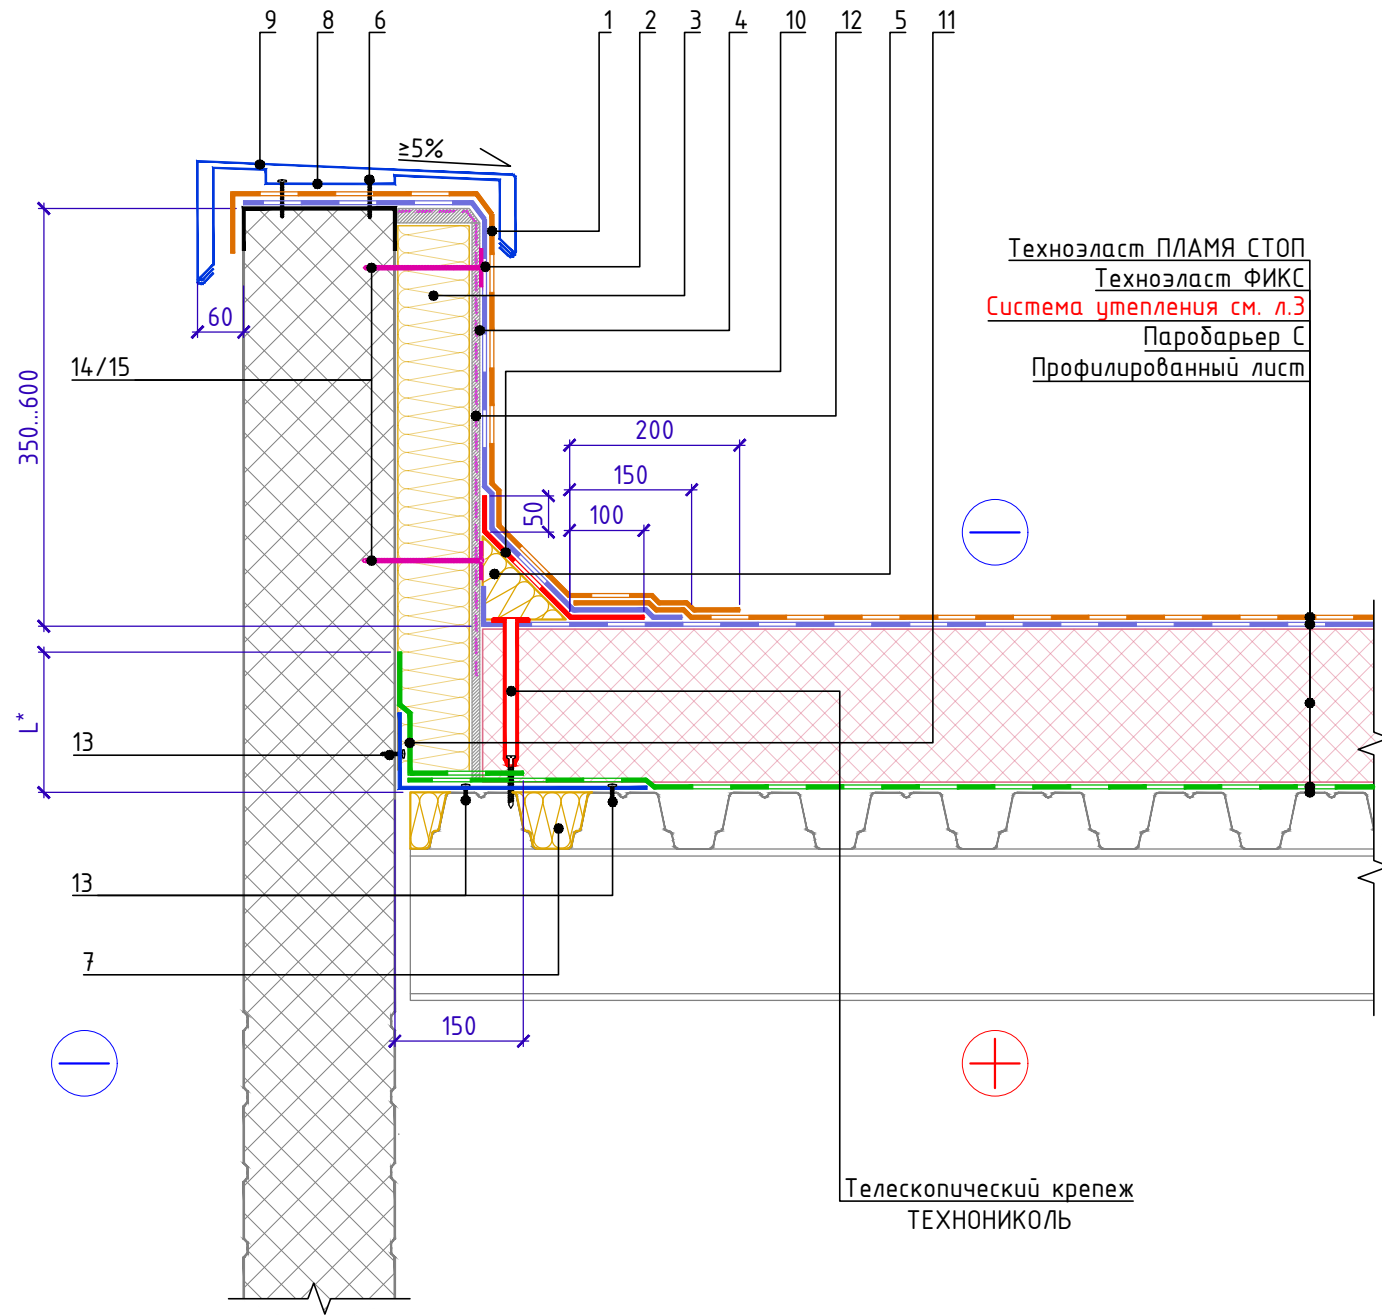 9
8
6
1
2
3
4
10
12
5
11
≥5%
Техноэласт ПЛАМЯ СТОП
Техноэласт ФИКС
Система утепления см. л.3
Паробарьер С
Профилированный лист
60
14/15
350...600
200
150
100
50
L*
13
13
7
150
Телескопический крепеж
ТЕХНОНИКОЛЬ